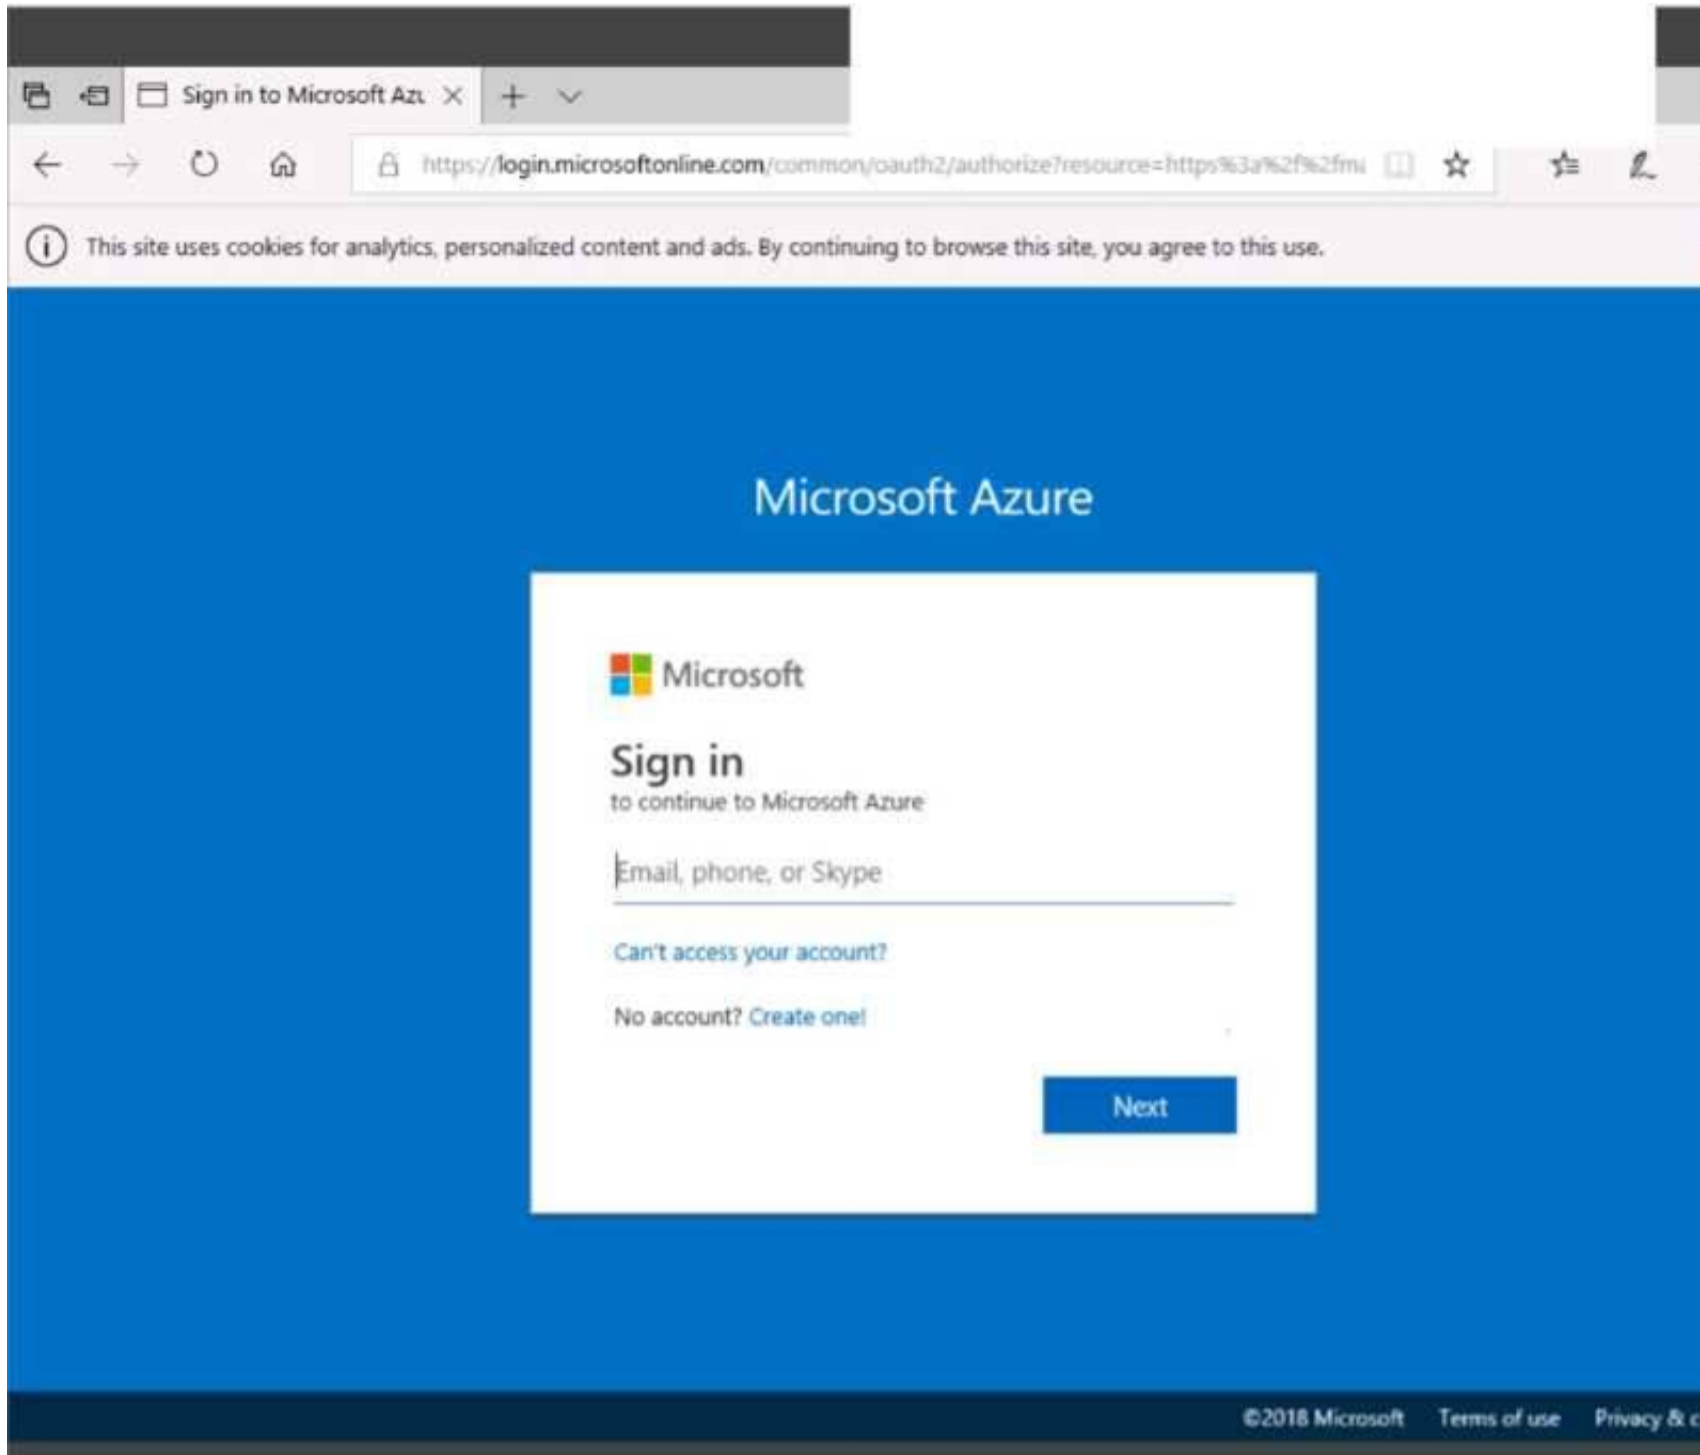 Sign in to Microsoft Azu
https://login.microsoftonline.com/common/oauth2/authorize?resource=https%3a%2f%2fma
This site uses cookies for analytics, personalized content and ads. By continuing to browse this site, you agree to this use.
Microsoft Azure
Microsoft
Sign in
to continue to Microsoft Azure
Email, phone, or Skype
Can't access your account?
No account? Create one!
Next
©2018 Microsoft Terms of use Privacy & c